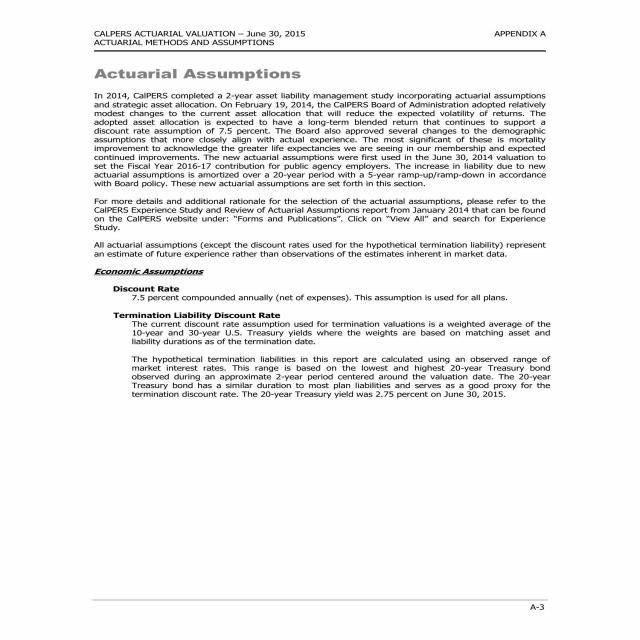 CALPERS ACTUARIAL VALUATION – June 30, 2015 APPENDIX A
ACTUARIAL METHODS AND ASSUMPTIONS
Actuarial Assumptions
In 2014, CalPERS completed a 2-year asset liability management study incorporating actuarial assumptions
and strategic asset allocation. On February 19, 2014, the CalPERS Board of Administration adopted relatively
modest changes to the current asset allocation that will reduce the expected volatility of returns. The
adopted asset allocation is expected to have a long-term blended return that continues to support a
discount rate assumption of 7.5 percent. The Board also approved several changes to the demographic
assumptions that more closely align with actual experience. The most significant of these is mortality
improvement to acknowledge the greater life expectancies we are seeing in our membership and expected
continued improvements. The new actuarial assumptions were first used in the June 30, 2014 valuation to
set the Fiscal Year 2016-17 contribution for public agency employers. The increase in liability due to new
actuarial assumptions is amortized over a 20-year period with a 5-year ramp-up/ramp-down in accordance
with Board policy. These new actuarial assumptions are set forth in this section.
For more details and additional rationale for the selection of the actuarial assumptions, please refer to the
CalPERS Experience Study and Review of Actuarial Assumptions report from January 2014 that can be found
on the CalPERS website under: “Forms and Publications”. Click on “View All” and search for Experience
Study.
All actuarial assumptions (except the discount rates used for the hypothetical termination liability) represent
an estimate of future experience rather than observations of the estimates inherent in market data.
Economic Assumptions
Discount Rate
7.5 percent compounded annually (net of expenses). This assumption is used for all plans.
Termination Liability Discount Rate
The current discount rate assumption used for termination valuations is a weighted average of the
10-year and 30-year U.S. Treasury yields where the weights are based on matching asset and
liability durations as of the termination date.
The hypothetical termination liabilities in this report are calculated using an observed range of
market interest rates. This range is based on the lowest and highest 20-year Treasury bond
observed during an approximate 2-year period centered around the valuation date. The 20-year
Treasury bond has a similar duration to most plan liabilities and serves as a good proxy for the
termination discount rate. The 20-year Treasury yield was 2.75 percent on June 30, 2015.
A-3